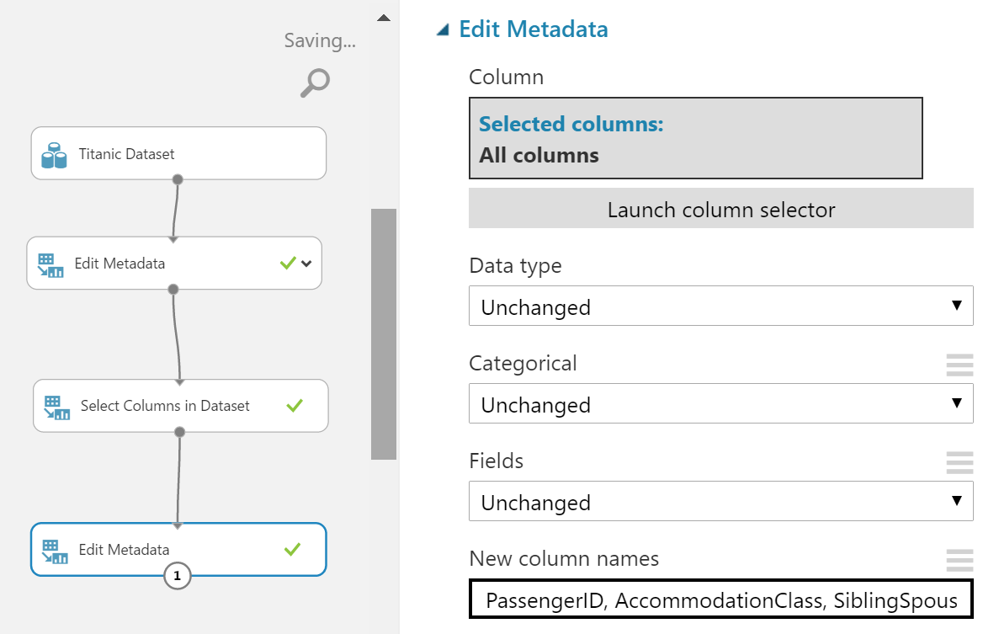 Saving...
Titanic Dataset
Edit Metadata
Select Columns in Dataset
Edit Metadata
1
Edit Metadata
Column
Selected columns:
All columns
Launch column selector
Data type
Unchanged
Categorical
Unchanged
Fields
Unchanged
New column names
PassengerID, AccommodationClass, SiblingSpous